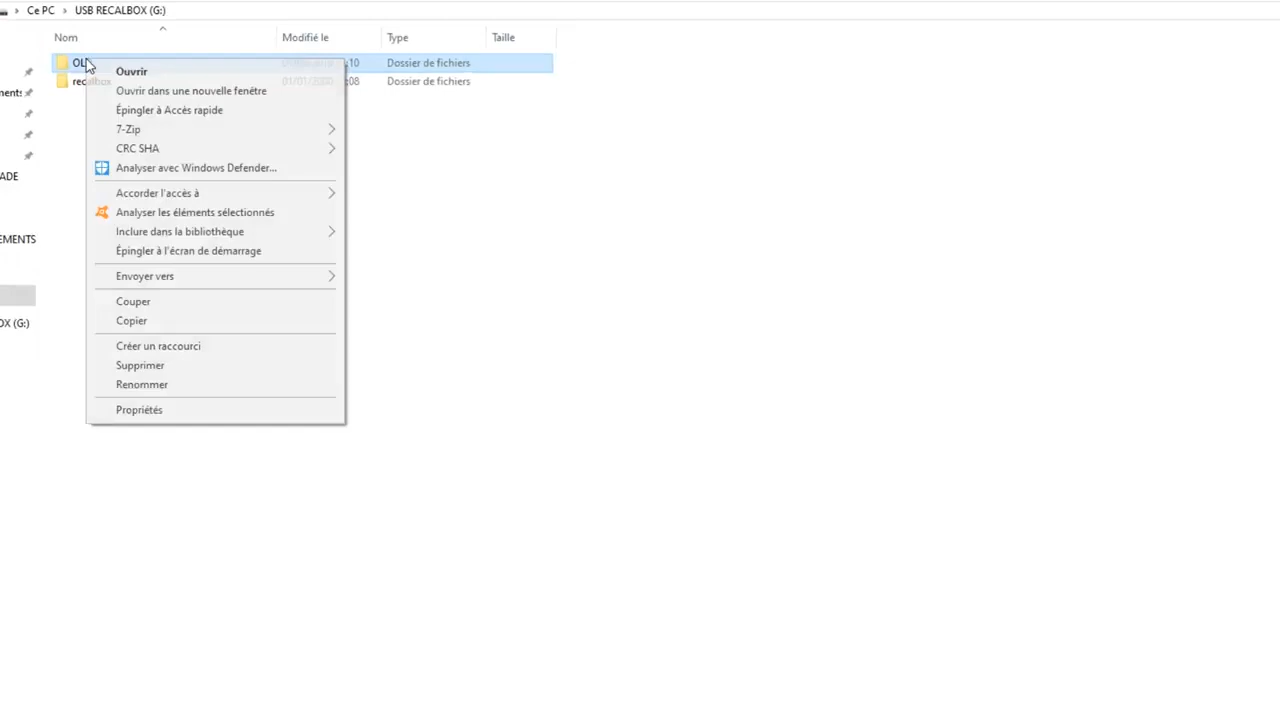 Ce PC > USB RECALBOX (G:)
Nom Modifié le Type Taille
10 Dossier de fichiers
:08 Dossier de fichiers
Ouvrir
Ouvrir dans une nouvelle fenêtre
Épingler à Accès rapide
7-Zip
CRC SHA
Analyser avec Windows Defender...
Accorder l'accès à
Analyser les éléments sélectionnés
Inclure dans la bibliothèque
Épingler à l'écran de démarrage
Envoyer vers
Couper
Copier
Créer un raccourci
Supprimer
Renommer
Propriétés
ments
ADE
EMENTS
OX (G:)